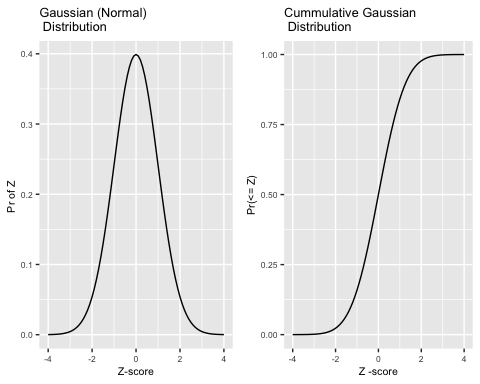 Gaussian (Normal)
Distribution
Pr of Z
0.4
0.3
0.2
0.1
0.0
-4 -2 0 2 4
Z-score
Cummulative Gaussian
Distribution
Pr(<= Z)
1.00
0.75
0.50
0.25
0.00
-4 -2 0 2 4
Z -score